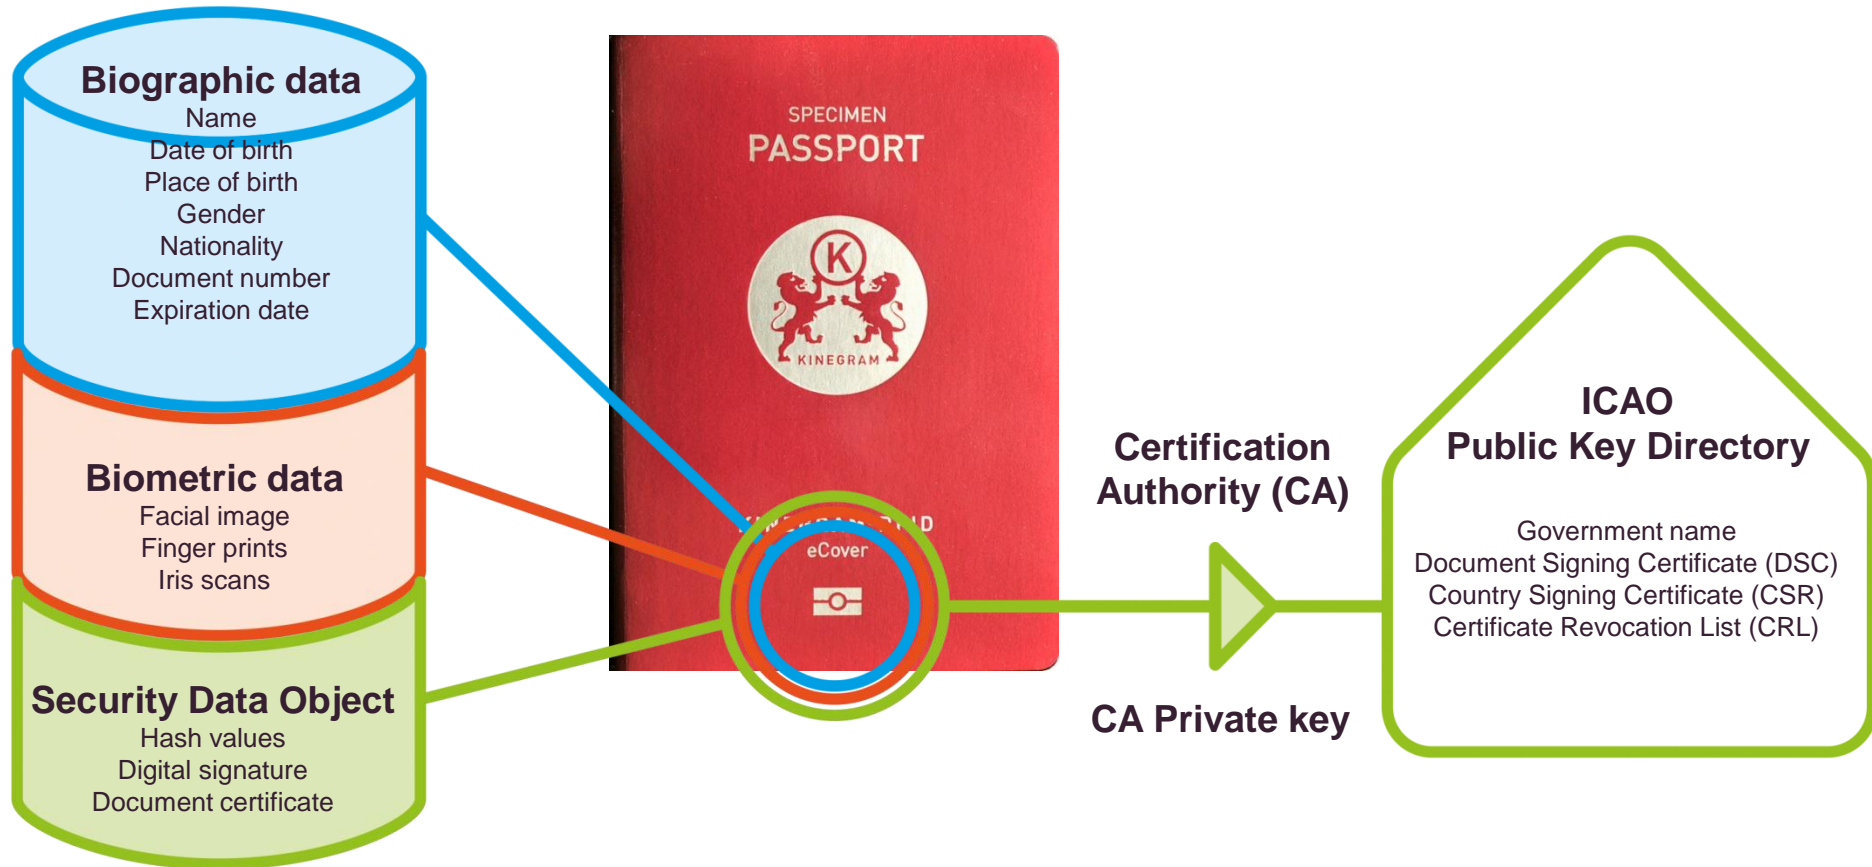 Biographic data
Name
Date of birth
Place of birth
Gender
Nationality
Document number
Expiration date
Biometric data
Facial image
Finger prints
Iris scans
Security Data Object
Hash values
Digital signature
Document certificate
SPECIMEN
PASSPORT
K
KINEGRAM
eCover
Certification
Authority (CA)
CA Private key
ICAO
Public Key Directory
Government name
Document Signing Certificate (DSC)
Country Signing Certificate (CSR)
Certificate Revocation List (CRL)